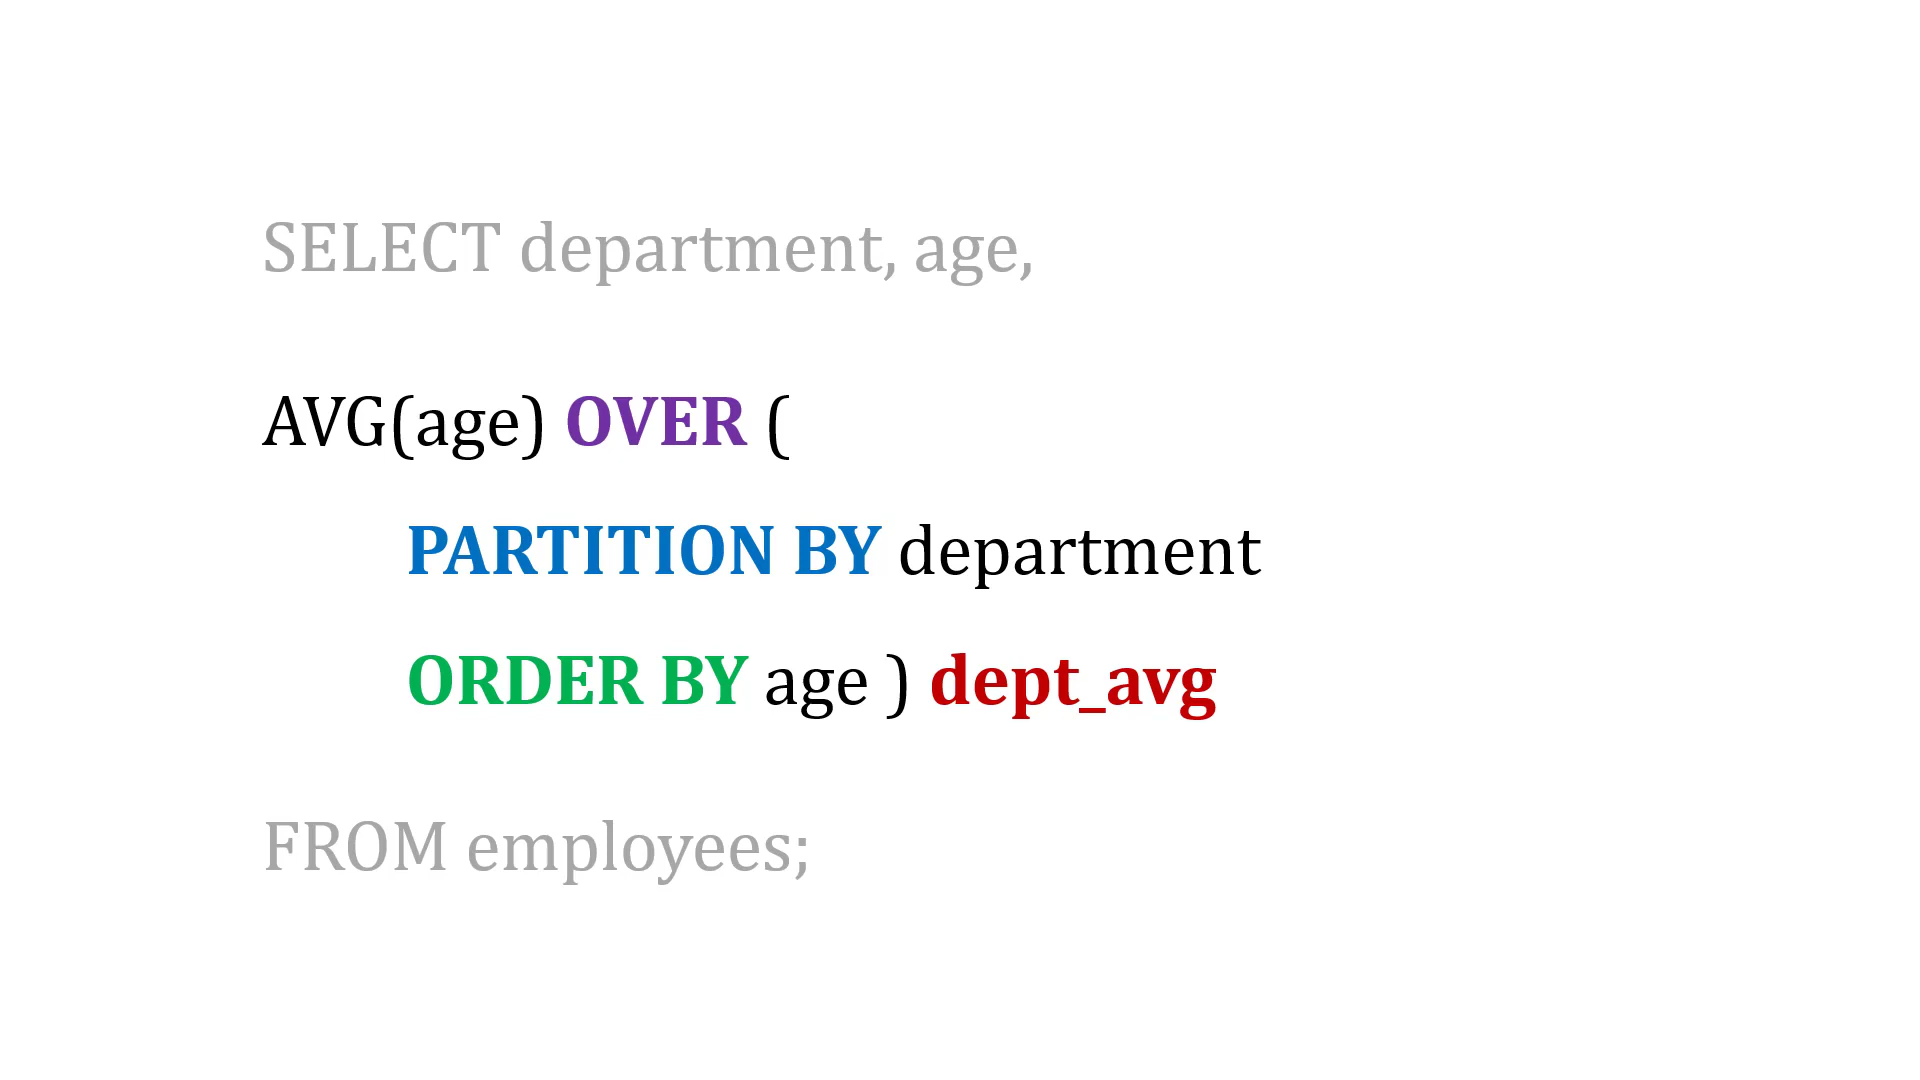 SELECT department, age,
AVG(age) OVER (
PARTITION BY department
ORDER BY age ) dept_avg
FROM employees;